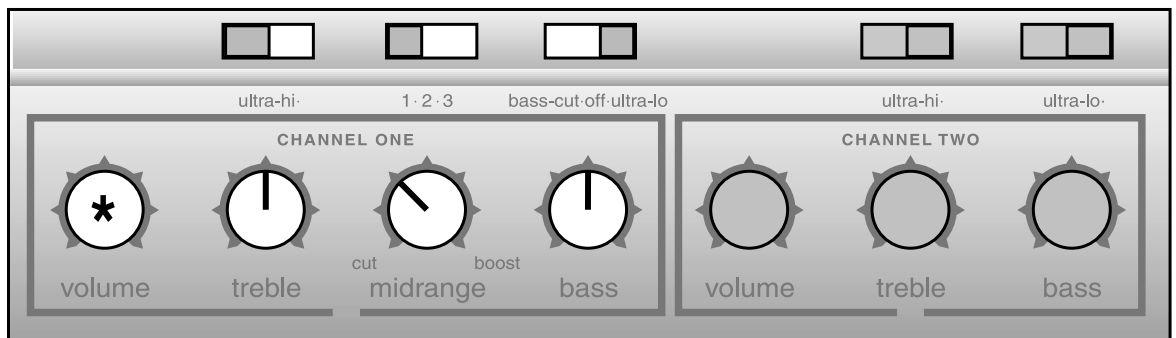 ultra-hi· 1·2·3 bass-cut·off·ultra-lo ultra-hi· ultra-lo·
CHANNEL ONE CHANNEL TWO
*
cut boost
volume treble midrange bass volume treble bass